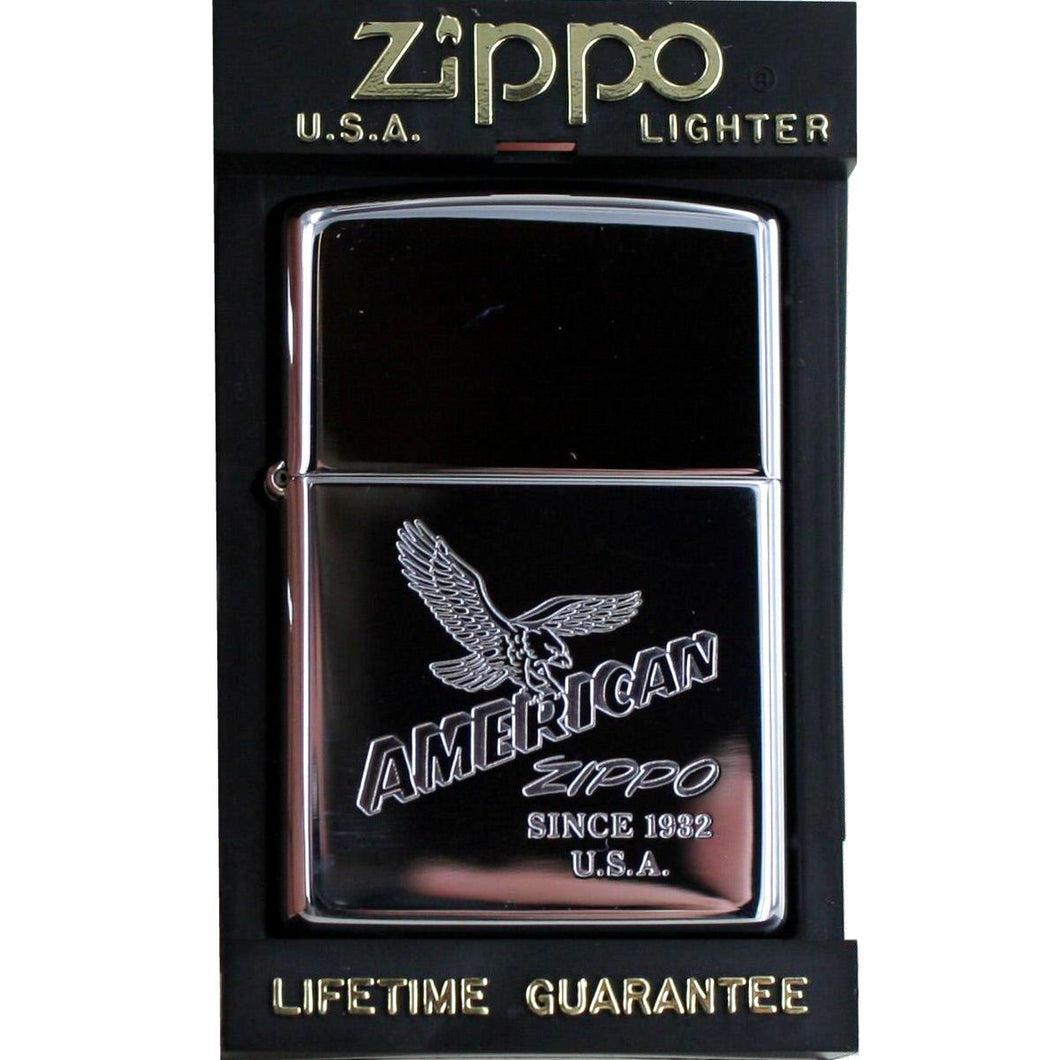 Zippo ®
U.S.A. LIGHTER
AMERICAN
ZIPPO
SINCE 1932
U.S.A.
LIFETIME GUARANTEE